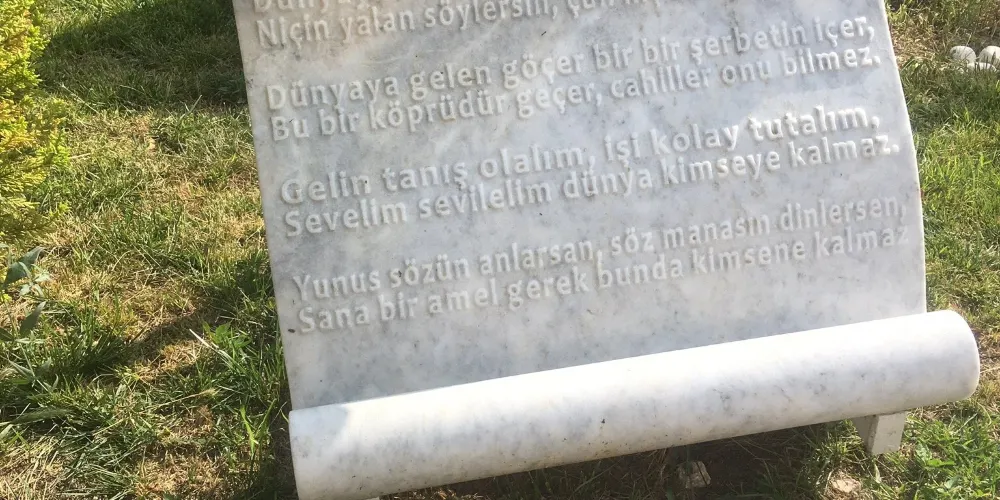 Niçin yalan söylersin,
Dünyaya gelen göçer bir bir şerbetin içer,
Bu bir köprüdür geçer, cahiller onu bilmez.
Gelin tanış olalım, işi kolay tutalım,
Sevelim sevilelim dünya kimseye kalmaz.
Yunus sözün anlarsan, söz manasın dinlersen,
Sana bir amel gerek bunda kimsene kalmaz